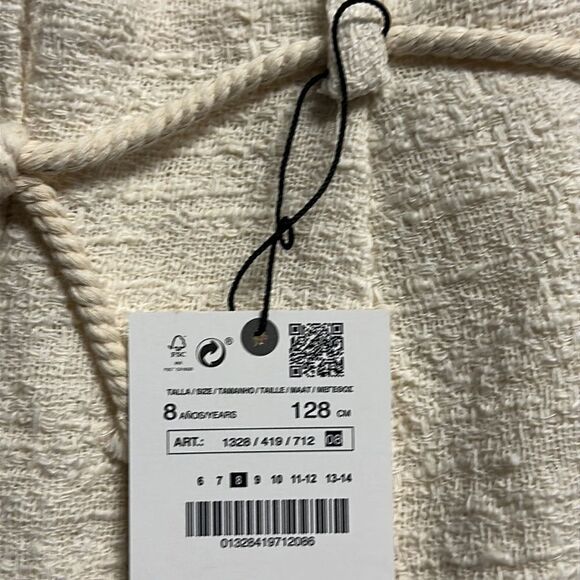 FSC
®
TALLA / SIZE / TAMANHO / TAILLE / MAAT /
8 AÑOS/YEARS 128 CM
ART.: 1328 / 419 / 712 08
6 7 8 9 10 11-12 13-14
01328419712086